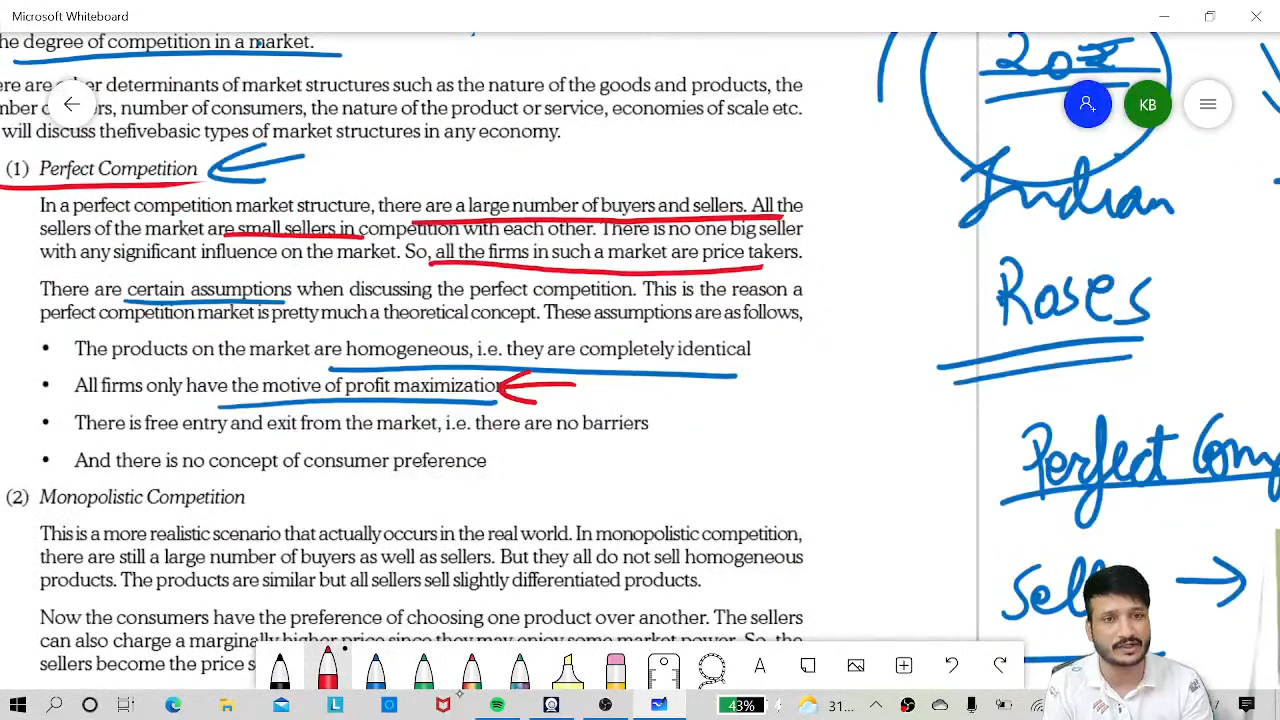 Microsoft Whiteboard
he degree of competition in a market.
ere are other determinants of market structures such as the nature of the goods and products, the
number of, number of consumers, the nature of the product or service, economies of scale etc.
will discuss thefivebasic types of market structures in any economy.
(1) Perfect Competition
In a perfect competition market structure, there are a large number of buyers and sellers. All the
sellers of the market are small sellers in competition with each other. There is no one big seller
with any significant influence on the market. So, all the firms in such a market are price takers.
There are certain assumptions when discussing the perfect competition. This is the reason a
perfect competition market is pretty much a theoretical concept. These assumptions are as follows,
• The products on the market are homogeneous, i.e. they are completely identical
• All firms only have the motive of profit maximization
• There is free entry and exit from the market, i.e. there are no barriers
• And there is no concept of consumer preference
(2) Monopolistic Competition
This is a more realistic scenario that actually occurs in the real world. In monopolistic competition,
there are still a large number of buyers as well as sellers. But they all do not sell homogeneous
products. The products are similar but all sellers sell slightly differentiated products.
Now the consumers have the preference of choosing one product over another. The sellers
can also charge a marginally higher price since they may enjoy some market power. So, the
sellers become the price s
20₹
KB
Indian
Roses
Perfect Comp
Sell
A
43%
31...